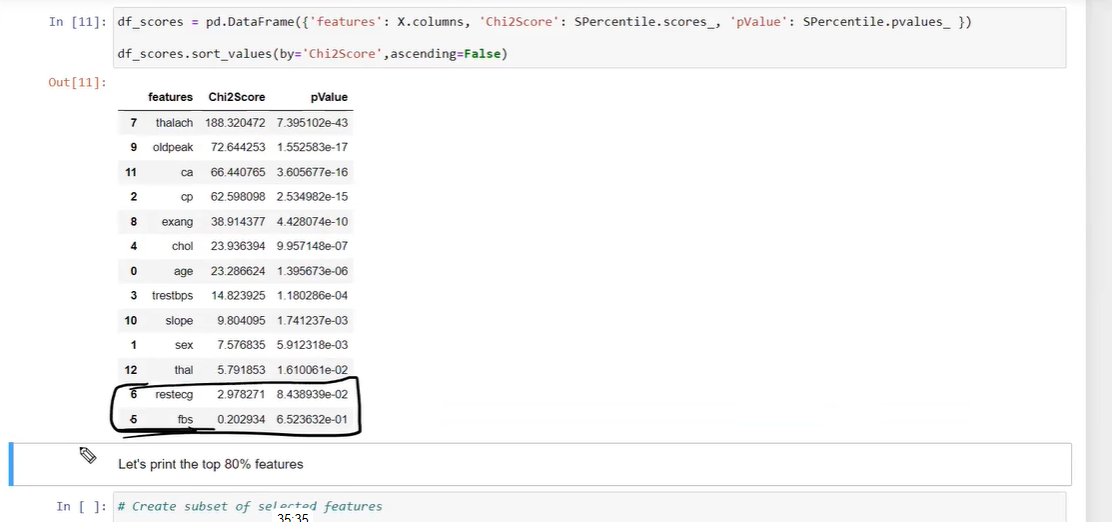 In [11]: df_scores = pd.DataFrame({'features': X.columns, 'Chi2Score': SPercentile.scores_, 'pValue': SPercentile.pvalues_ })
df_scores.sort_values(by='Chi2Score',ascending=False)
Out[11]:
features Chi2Score pValue
7 thalach 188.320472 7.395102e-43
9 oldpeak 72.644253 1.552583e-17
11 ca 66.440765 3.605677e-16
2 cp 62.598098 2.534982e-15
8 exang 38.914377 4.428074e-10
4 chol 23.936394 9.957148e-07
0 age 23.286624 1.395673e-06
3 trestbps 14.823925 1.180286e-04
10 slope 9.804095 1.741237e-03
1 sex 7.576835 5.912318e-03
12 thal 5.791853 1.610061e-02
6 restecg 2.978271 8.438939e-02
5 fbs 0.202934 6.523632e-01
Let's print the top 80% features
In [ ]: # Create subset of selected features
35:35